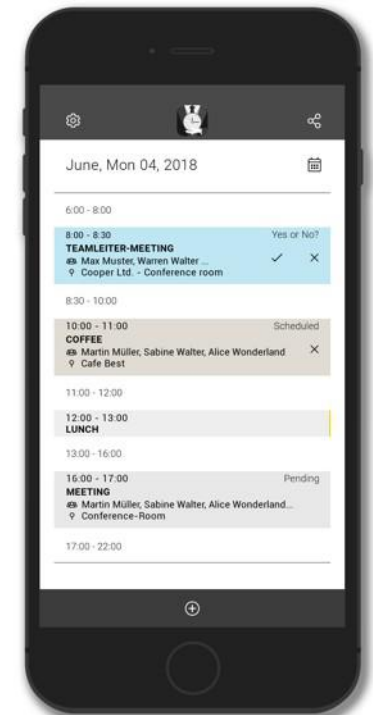 June, Mon 04, 2018
6:00 - 8:00
8:00 - 8:30 Yes or No?
TEAMLEITER-MEETING
Max Muster, Warren Walter ...
Cooper Ltd. - Conference room
8:30 - 10:00
10:00 - 11:00 Scheduled
COFFEE
Martin Müller, Sabine Walter, Alice Wonderland
Cafe Best
11:00 - 12:00
12:00 - 13:00
LUNCH
13:00 - 16:00
16:00 - 17:00 Pending
MEETING
Martin Müller, Sabine Walter, Alice Wonderland...
Conference-Room
17:00 - 22:00